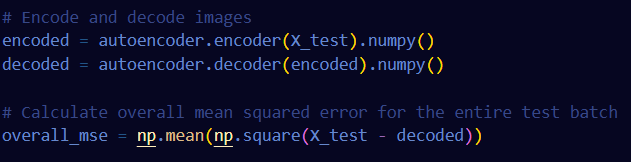 # Encode and decode images
encoded = autoencoder.encoder(X_test).numpy()
decoded = autoencoder.decoder(encoded).numpy()
# Calculate overall mean squared error for the entire test batch
overall_mse = np.mean(np.square(X_test - decoded))